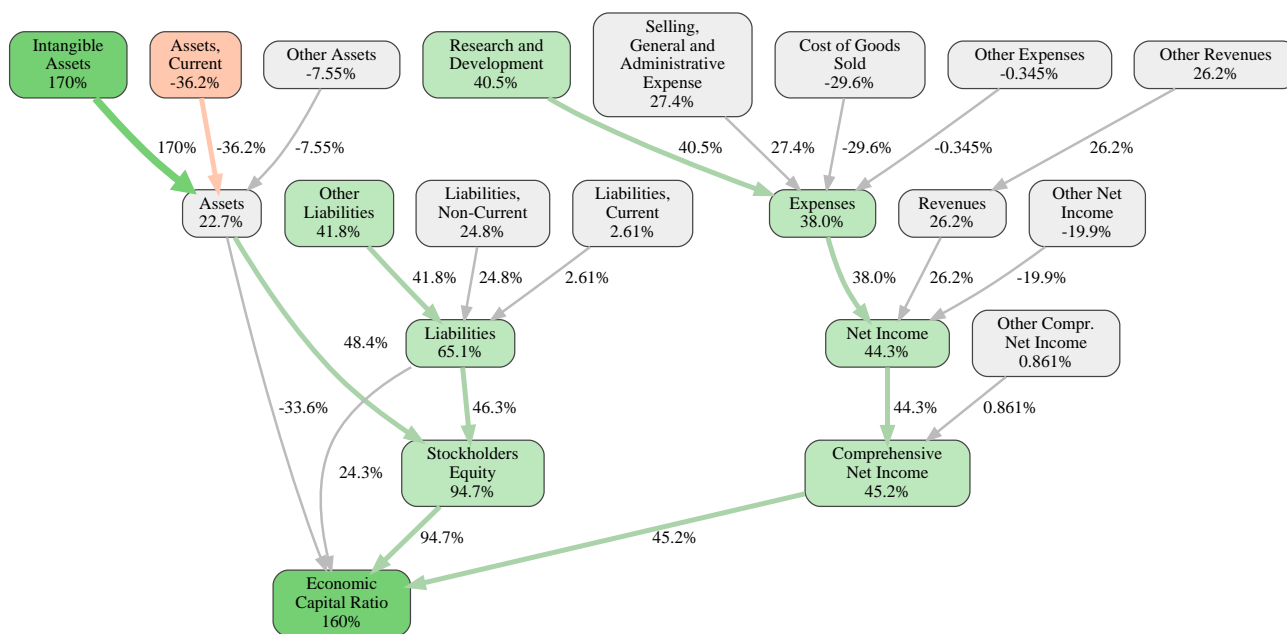 Intangible
Assets
170%
Assets,
Current
-36.2%
Other Assets
-7.55%
Research and
Development
40.5%
Selling,
General and
Administrative
Expense
27.4%
Cost of Goods
Sold
-29.6%
Other Expenses
-0.345%
Other Revenues
26.2%
170%
-36.2%
-7.55%
40.5%
27.4%
-29.6%
-0.345%
26.2%
Assets
22.7%
Other
Liabilities
41.8%
Liabilities,
Non-Current
24.8%
Liabilities,
Current
2.61%
Expenses
38.0%
Revenues
26.2%
Other Net
Income
-19.9%
41.8%
24.8%
2.61%
38.0%
26.2%
-19.9%
Liabilities
65.1%
Net Income
44.3%
Other Compr.
Net Income
0.861%
48.4%
-33.6%
46.3%
44.3%
0.861%
24.3%
Stockholders
Equity
94.7%
Comprehensive
Net Income
45.2%
94.7%
45.2%
Economic
Capital Ratio
160%